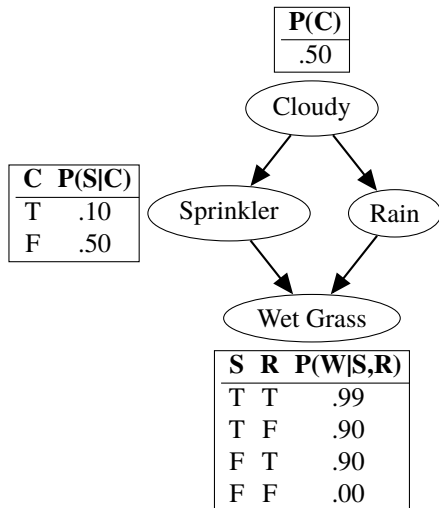 P(C)
.50
Cloudy
C P(S|C)
T .10
F .50
Sprinkler
Rain
Wet Grass
S R P(W|S,R)
T T .99
T F .90
F T .90
F F .00